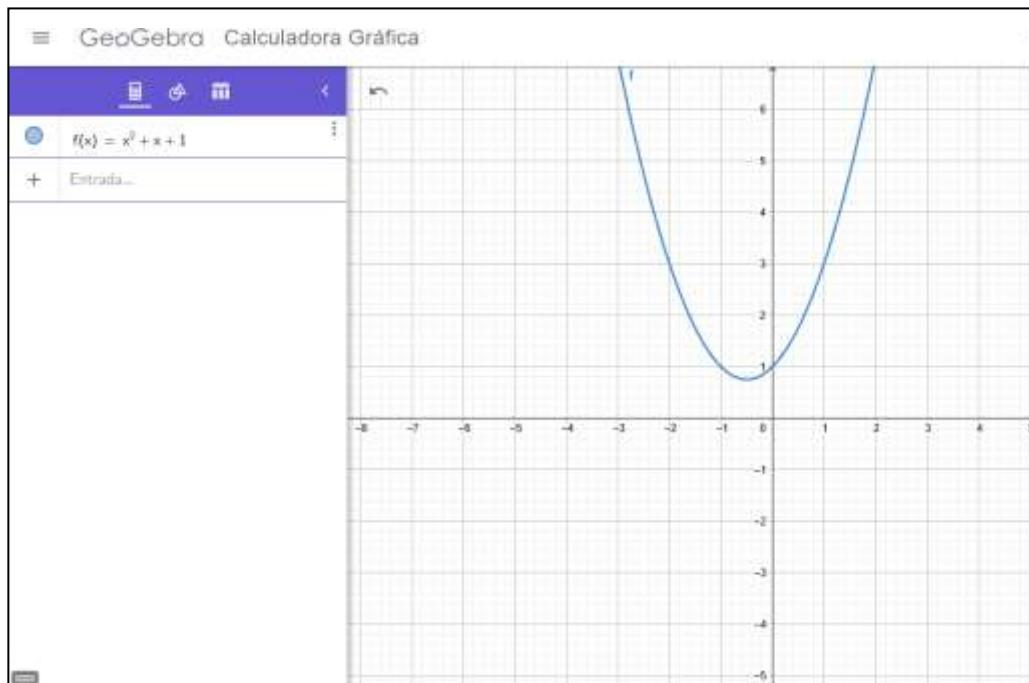 GeoGebra Calculadora Gráfica
f(x) = x² + x + 1
Entrada...
f
6
5
4
3
2
1
-8 -7 -6 -5 -4 -3 -2 -1 0 1 2 3 4
-1
-2
-3
-4
-5